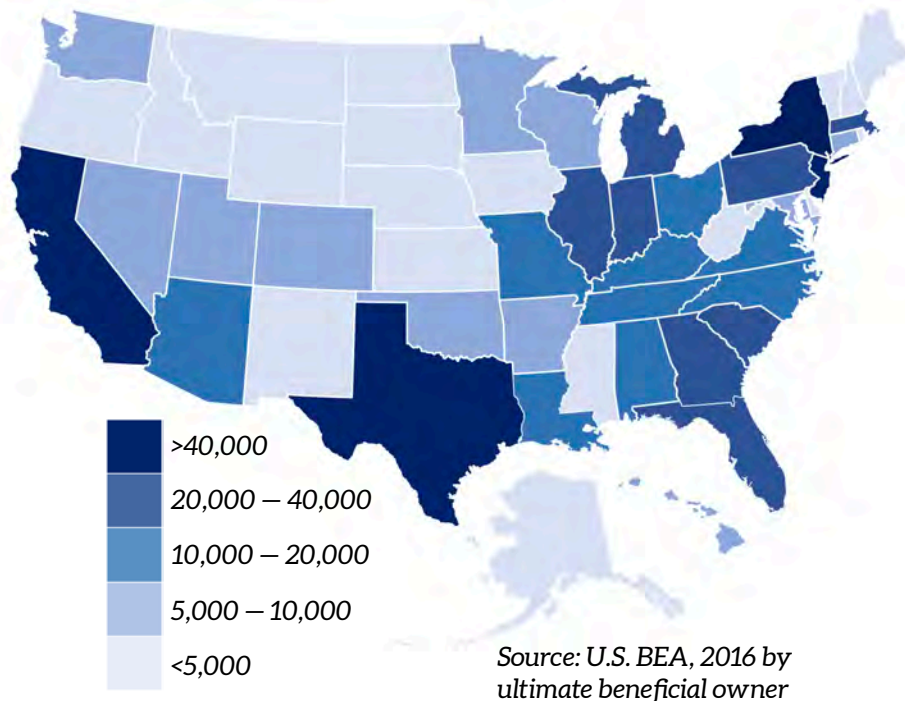 >40,000
20,000 — 40,000
10,000 — 20,000
5,000 — 10,000
<5,000
Source: U.S. BEA, 2016 by
ultimate beneficial owner